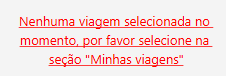 Nenhuma viagem selecionada no
momento, por favor selecione na
seção "Minhas viagens"